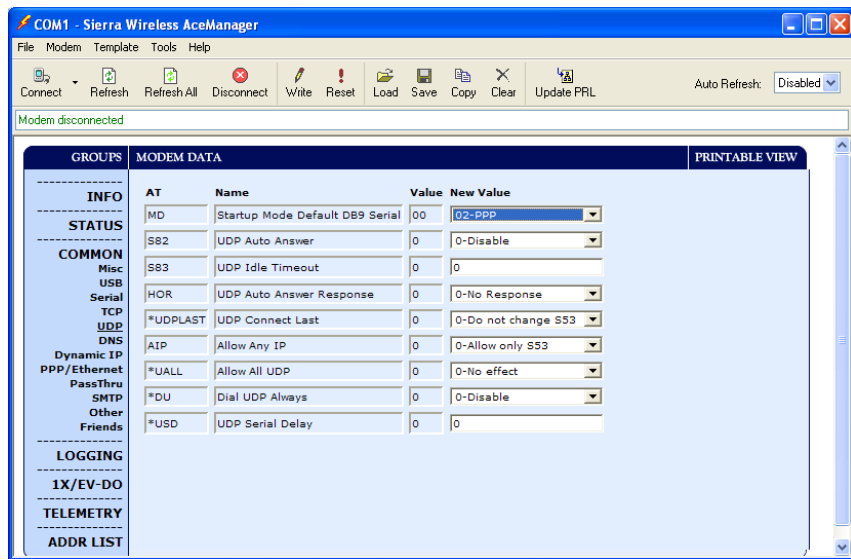 COM1 - Sierra Wireless AceManager
File Modem Template Tools Help
Connect Refresh Refresh All Disconnect Write Reset Load Save Copy Clear Update PRL Auto Refresh: Disabled
Modem disconnected
GROUPS MODEM DATA PRINTABLE VIEW
INFO
STATUS
COMMON
Misc
USB
Serial
TCP
UDP
DNS
Dynamic IP
PPP/Ethernet
PassThru
SMTP
Other
Friends
LOGGING
1X/EV-DO
TELEMETRY
ADDR LIST
AT Name Value New Value
MD Startup Mode Default DB9 Serial 00 02-PPP
S82 UDP Auto Answer 0 0-Disable
S83 UDP Idle Timeout 0 0
HOR UDP Auto Answer Response 0 0-No Response
*UDPLAST UDP Connect Last 0 0-Do not change S53
AIP Allow Any IP 0 0-Allow only S53
*UALL Allow All UDP 0 0-No effect
*DU Dial UDP Always 0 0-Disable
*USD UDP Serial Delay 0 0